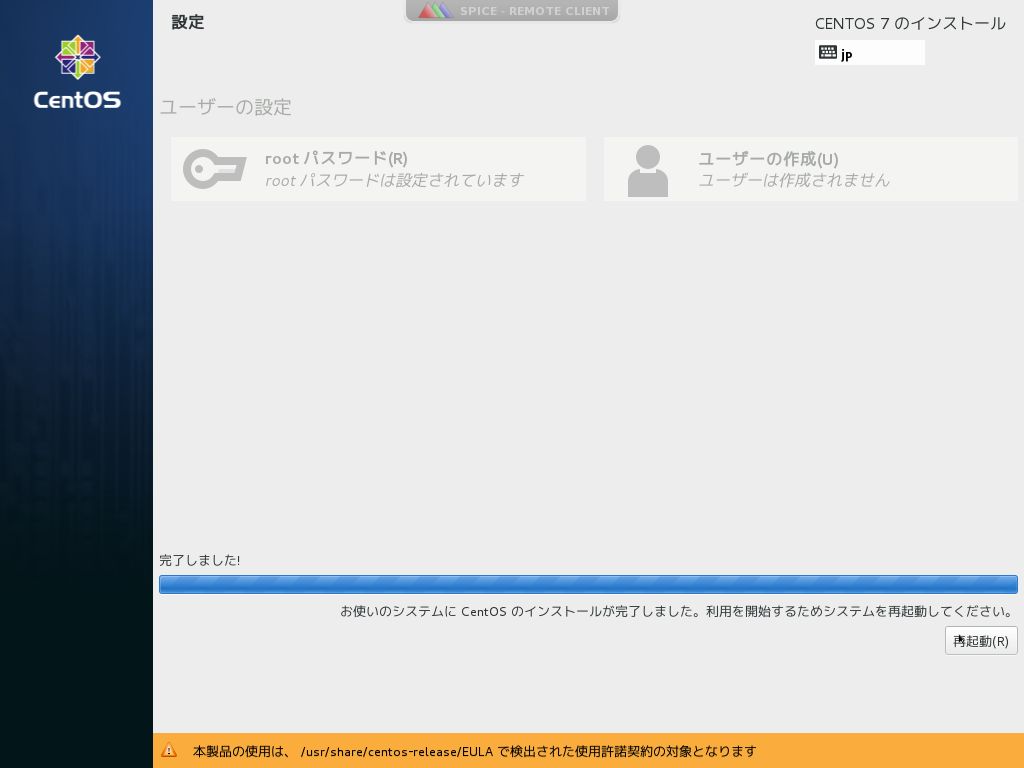 設定
SPICE - REMOTE CLIENT
CENTOS 7 のインストール
jp
CentOS
ユーザーの設定
root パスワード(R)
root パスワードは設定されています
ユーザーの作成(U)
ユーザーは作成されません
完了しました!
お使いのシステムに CentOS のインストールが完了しました。利用を開始するためシステムを再起動してください。
再起動(R)
本製品の使用は、 /usr/share/centos-release/EULA で検出された使用許諾契約の対象となります